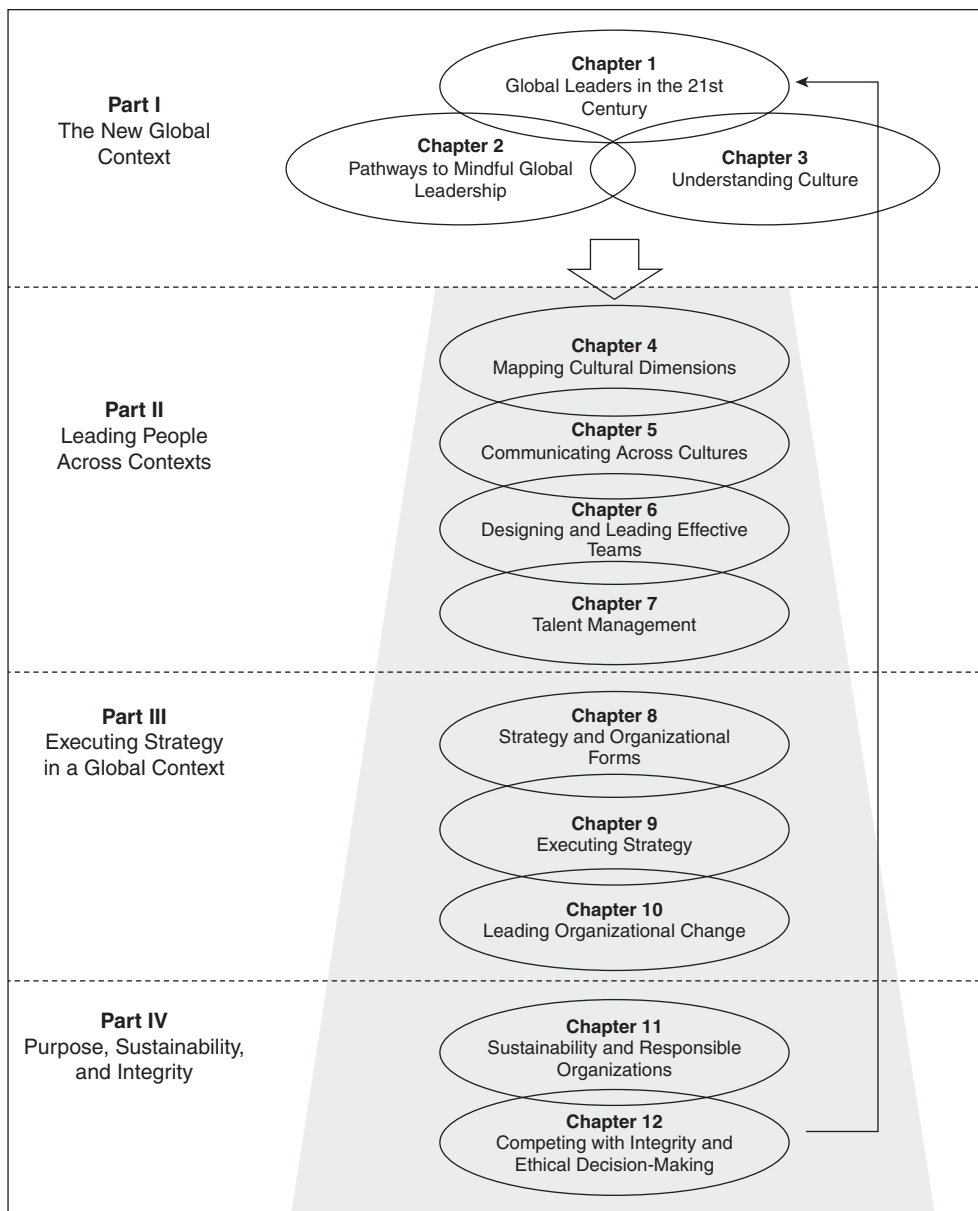 Part I
The New Global
Context
Chapter 1
Global Leaders in the 21st
Century
Chapter 2
Pathways to Mindful Global
Leadership
Chapter 3
Understanding Culture
Part II
Leading People
Across Contexts
Chapter 4
Mapping Cultural Dimensions
Chapter 5
Communicating Across Cultures
Chapter 6
Designing and Leading Effective
Teams
Chapter 7
Talent Management
Part III
Executing Strategy
in a Global Context
Chapter 8
Strategy and Organizational
Forms
Chapter 9
Executing Strategy
Chapter 10
Leading Organizational Change
Part IV
Purpose, Sustainability,
and Integrity
Chapter 11
Sustainability and Responsible
Organizations
Chapter 12
Competing with Integrity and
Ethical Decision-Making